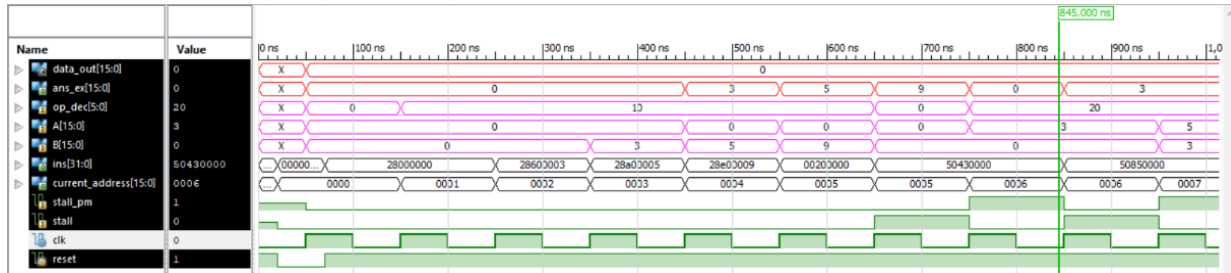 845.000 ns
Name Value 0 ns 100 ns 200 ns 300 ns 400 ns 500 ns 600 ns 700 ns 800 ns 900 ns 1,0
data_out[15:0] 0 X 0
ans_ex[15:0] 0 X 0 3 5 9 0 3
op_dec[5:0] 20 X 0 10 0 20
A[15:0] 3 X 0 0 0 0 3 5
B[15:0] 0 X 0 3 5 9 0 3
ins[31:0] 50430000 ... 00000... 28000000 28600003 28a00005 28e00009 00200000 50430000 50850000
current_address[15:0] 0006 ... 0000 0001 0002 0003 0004 0005 0005 0006 0006 0007
stall_pm 1
stall 0
clk 0
reset 1